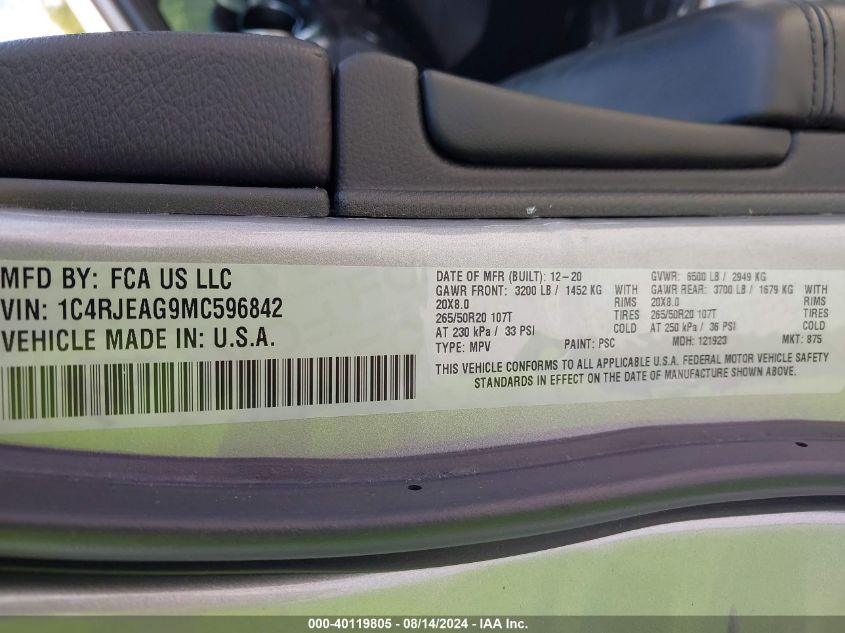 MFD BY: FCA US LLC
VIN: 1C4RJEAG9MC596842
VEHICLE MADE IN: U.S.A.
DATE OF MFR (BUILT): 12-20 GVWR: 6500 LB / 2949 KG
GAWR FRONT: 3200 LB / 1452 KG WITH GAWR REAR: 3700 LB / 1679 KG WITH
20X8.0 RIMS 20X8.0 RIMS
265/50R20 107T TIRES 265/50R20 107T TIRES
AT 230 kPa / 33 PSI COLD AT 250 kPa / 36 PSI COLD
TYPE: MPV PAINT: PSC MDH: 121923 MKT: 875
THIS VEHICLE CONFORMS TO ALL APPLICABLE U.S.A. FEDERAL MOTOR VEHICLE SAFETY
STANDARDS IN EFFECT ON THE DATE OF MANUFACTURE SHOWN ABOVE.
000-40119805 - 08/14/2024 - IAA Inc.